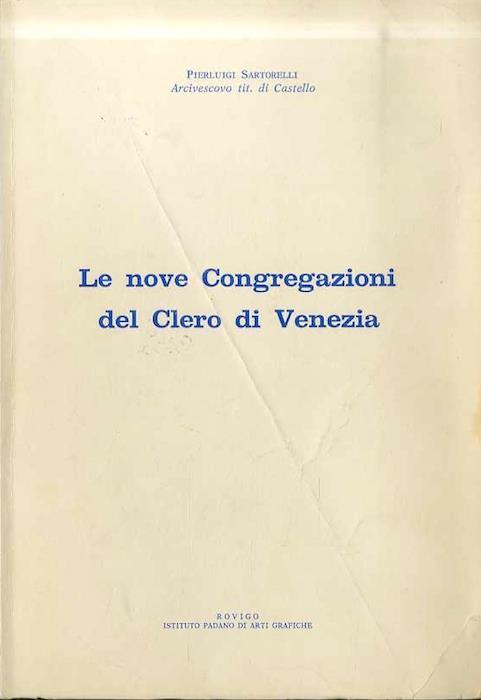 PIERLUIGI SARTORELLI
Arcivescovo tit. di Castello
Le nove Congregazioni
del Clero di Venezia
ROVIGO
ISTITUTO PADANO DI ARTI GRAFICHE